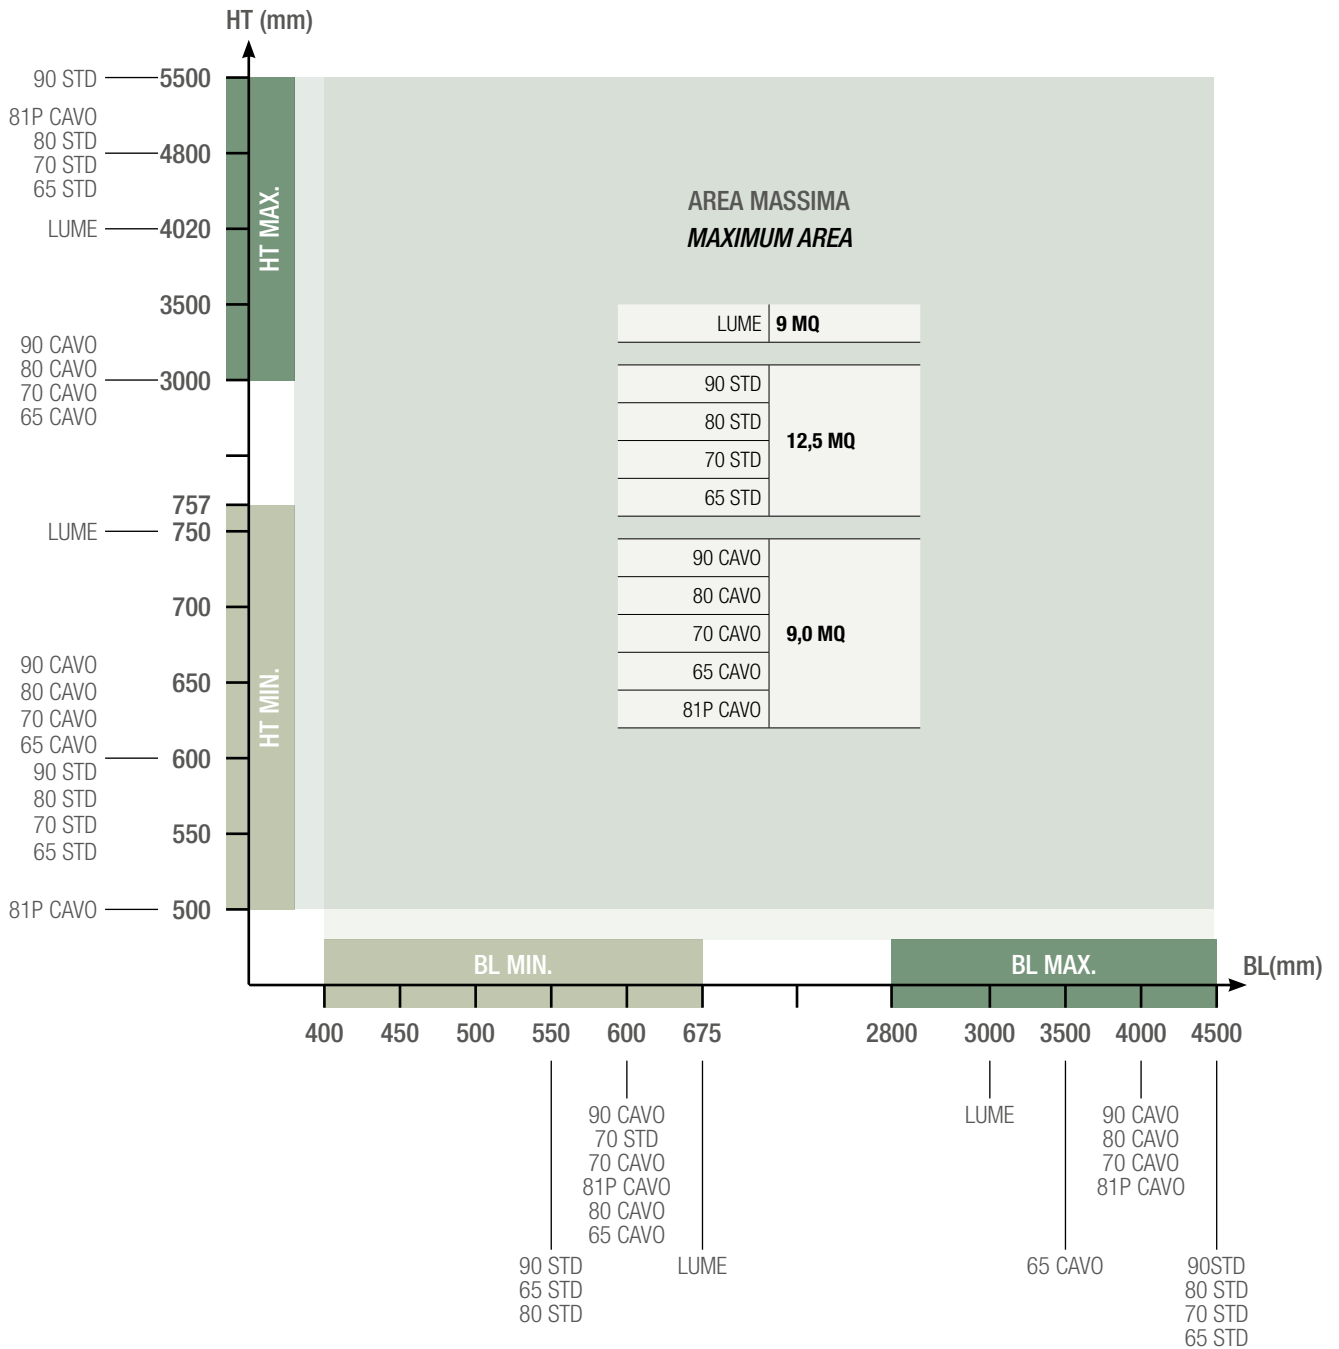 HT (mm)
90 STD
5500
81P CAVO
80 STD
70 STD
65 STD
4800
LUME
4020
3500
90 CAVO
80 CAVO
70 CAVO
65 CAVO
3000
HT MAX.
757
LUME
750
700
650
90 CAVO
80 CAVO
70 CAVO
65 CAVO
90 STD
80 STD
70 STD
65 STD
600
550
81P CAVO
500
HT MIN.
AREA MASSIMA
MAXIMUM AREA
LUME 9 MQ
90 STD
80 STD
70 STD
65 STD
12,5 MQ
90 CAVO
80 CAVO
70 CAVO
65 CAVO
81P CAVO
9,0 MQ
BL MIN.
BL MAX.
BL(mm)
400 450 500 550 600 675 2800 3000 3500 4000 4500
90 CAVO
70 STD
70 CAVO
81P CAVO
80 CAVO
65 CAVO
90 STD
65 STD
80 STD
LUME
LUME
65 CAVO
90 CAVO
80 CAVO
70 CAVO
81P CAVO
90STD
80 STD
70 STD
65 STD